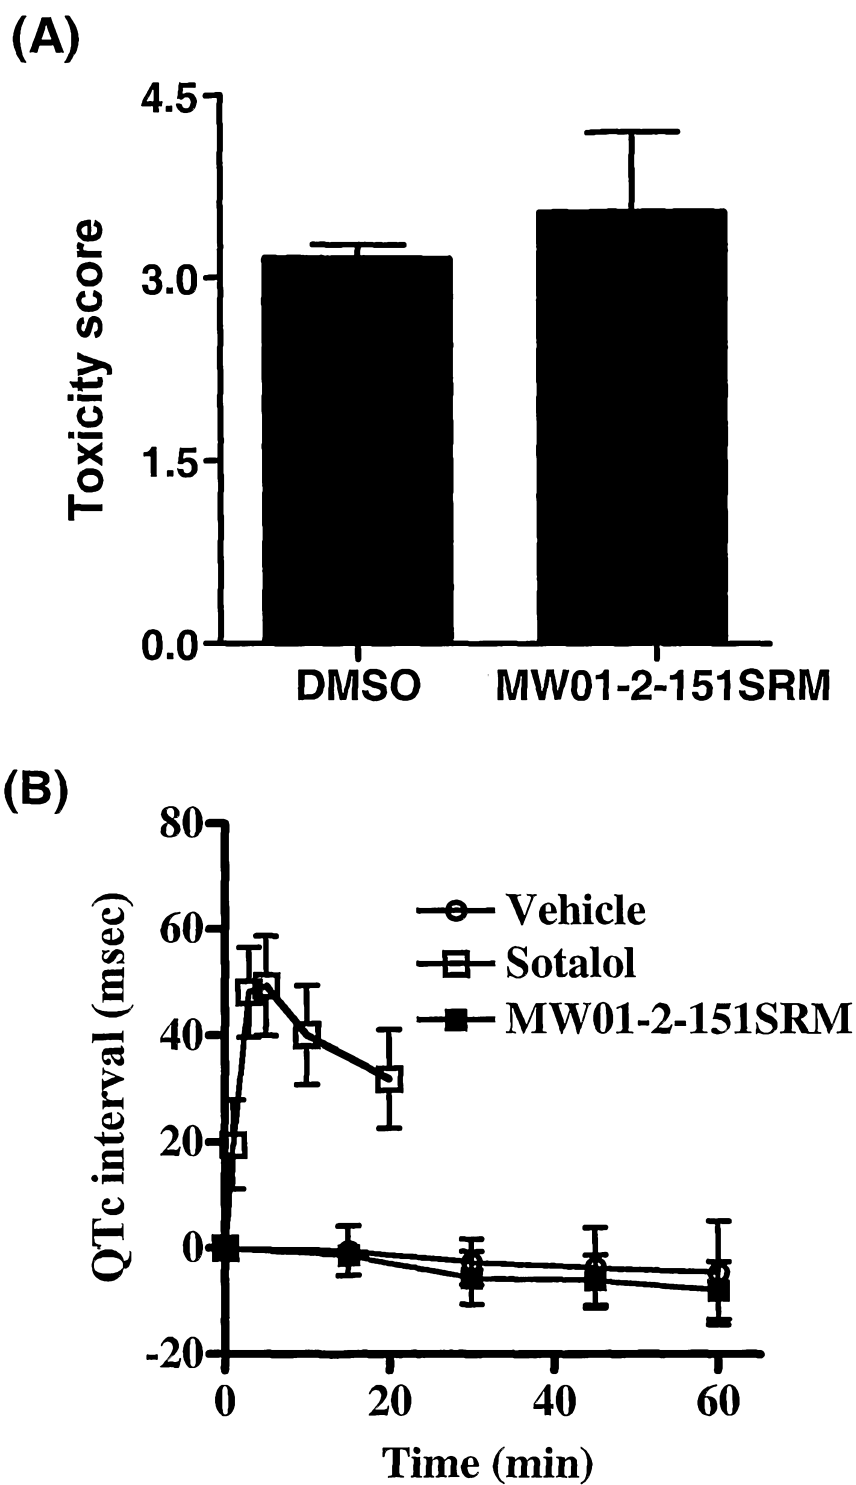 (A)
4.5
3.0
1.5
0.0
Toxicity score
DMSO
MW01-2-151SRM
(B)
80
60
40
20
0
-20
QTc interval (msec)
Vehicle
Sotalol
MW01-2-151SRM
0
20
40
60
Time (min)